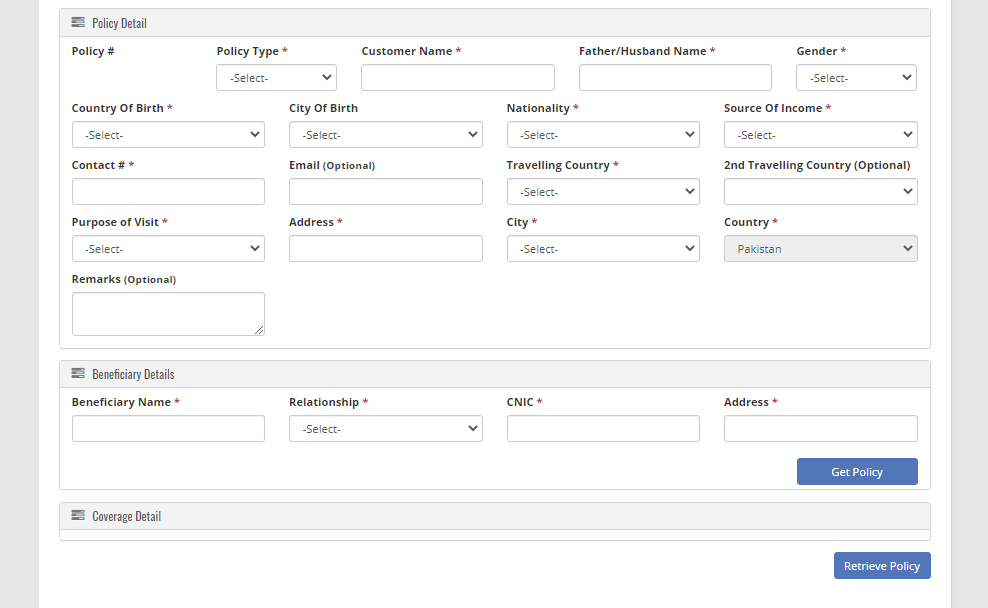 Policy Detail
Policy # Policy Type * Customer Name * Father/Husband Name * Gender *
-Select- -Select-
Country Of Birth * City Of Birth Nationality * Source Of Income *
-Select- -Select- -Select- -Select-
Contact # * Email (Optional) Travelling Country * 2nd Travelling Country (Optional)
-Select-
Purpose of Visit * Address * City * Country *
-Select- -Select- Pakistan
Remarks (Optional)
Beneficiary Details
Beneficiary Name * Relationship * CNIC * Address *
-Select-
Get Policy
Coverage Detail
Retrieve Policy